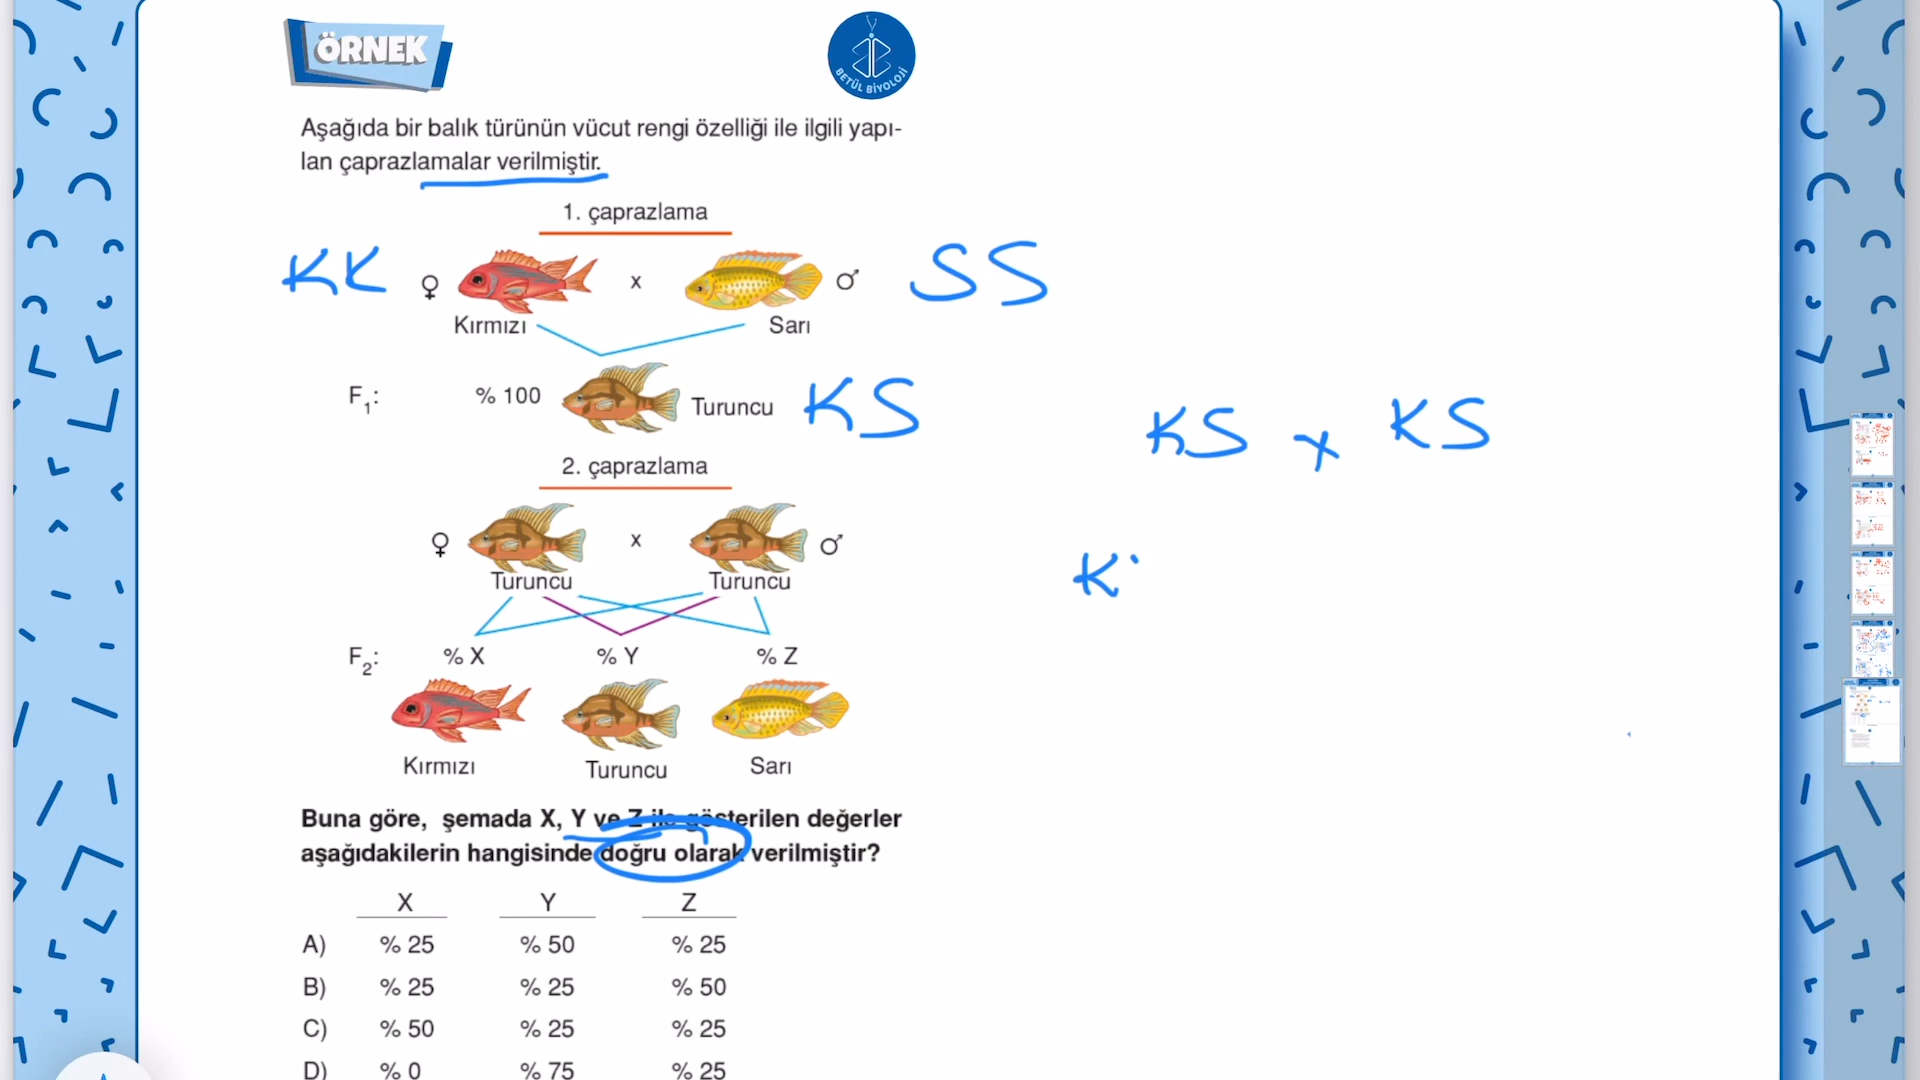 ÖRNEK
BETÜL BİYOLOJİ
Aşağıda bir balık türünün vücut rengi özelliği ile ilgili yapı-
lan çaprazlamalar verilmiştir.
1. çaprazlama
KK ♀ x ♂ SS
Kırmızı Sarı
F1: % 100 Turuncu KS
KS x KS
2. çaprazlama
♀ x ♂
Turuncu Turuncu
K
F2: % X % Y % Z
Kırmızı Turuncu Sarı
Buna göre, şemada X, Y ve Z ile gösterilen değerler
aşağıdakilerin hangisinde doğru olarak verilmiştir?
X Y Z
A) % 25 % 50 % 25
B) % 25 % 25 % 50
C) % 50 % 25 % 25
D) % 0 % 75 % 25